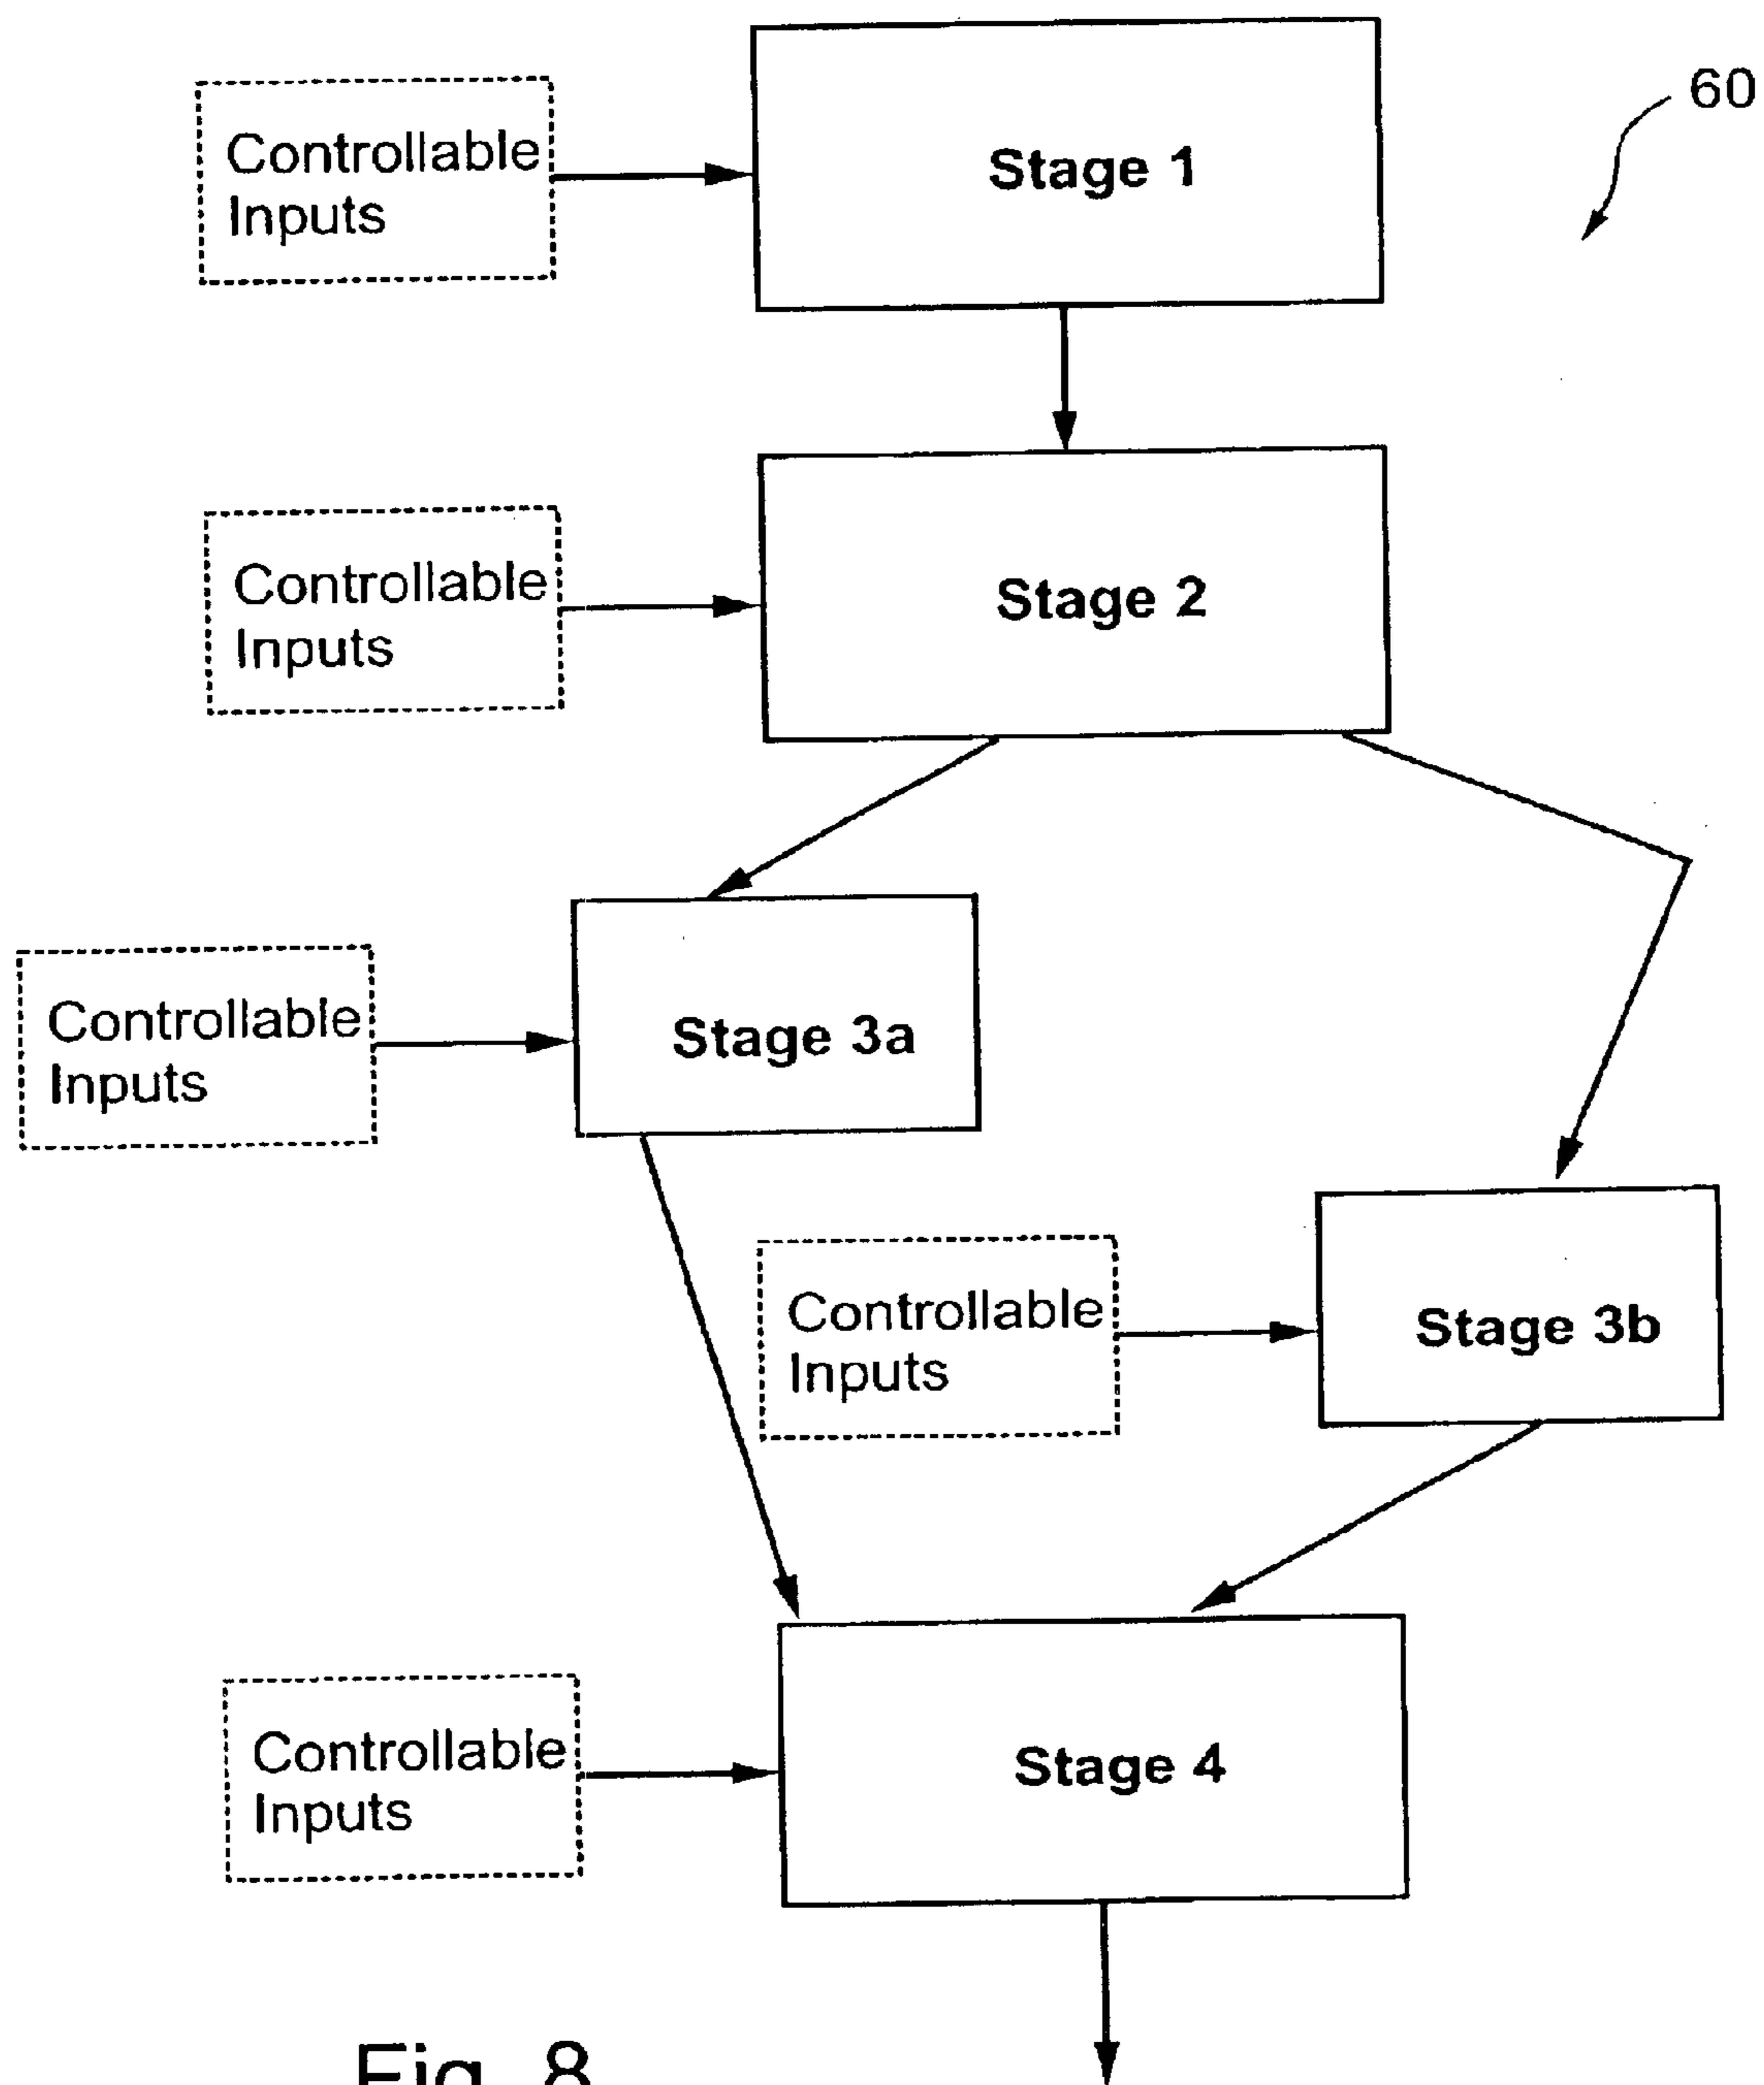 60
Controllable
Inputs
Stage 1
Controllable
Inputs
Stage 2
Controllable
Inputs
Stage 3a
Controllable
Inputs
Stage 3b
Controllable
Inputs
Stage 4
Fig. 8